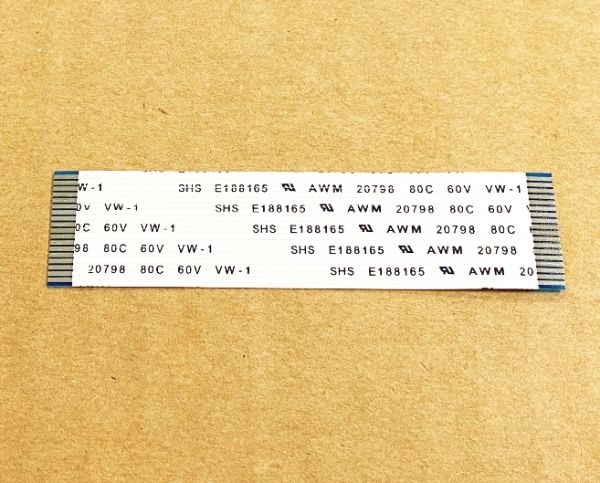 W-1 SHS E188165 AWM 20798 80C 60V VW-1
0V VW-1 SHS E188165 AWM 20798 80C 60V
0C 60V VW-1 SHS E188165 AWM 20798 80C
98 80C 60V VW-1 SHS E188165 AWM 20798
20798 80C 60V VW-1 SHS E188165 AWM 20